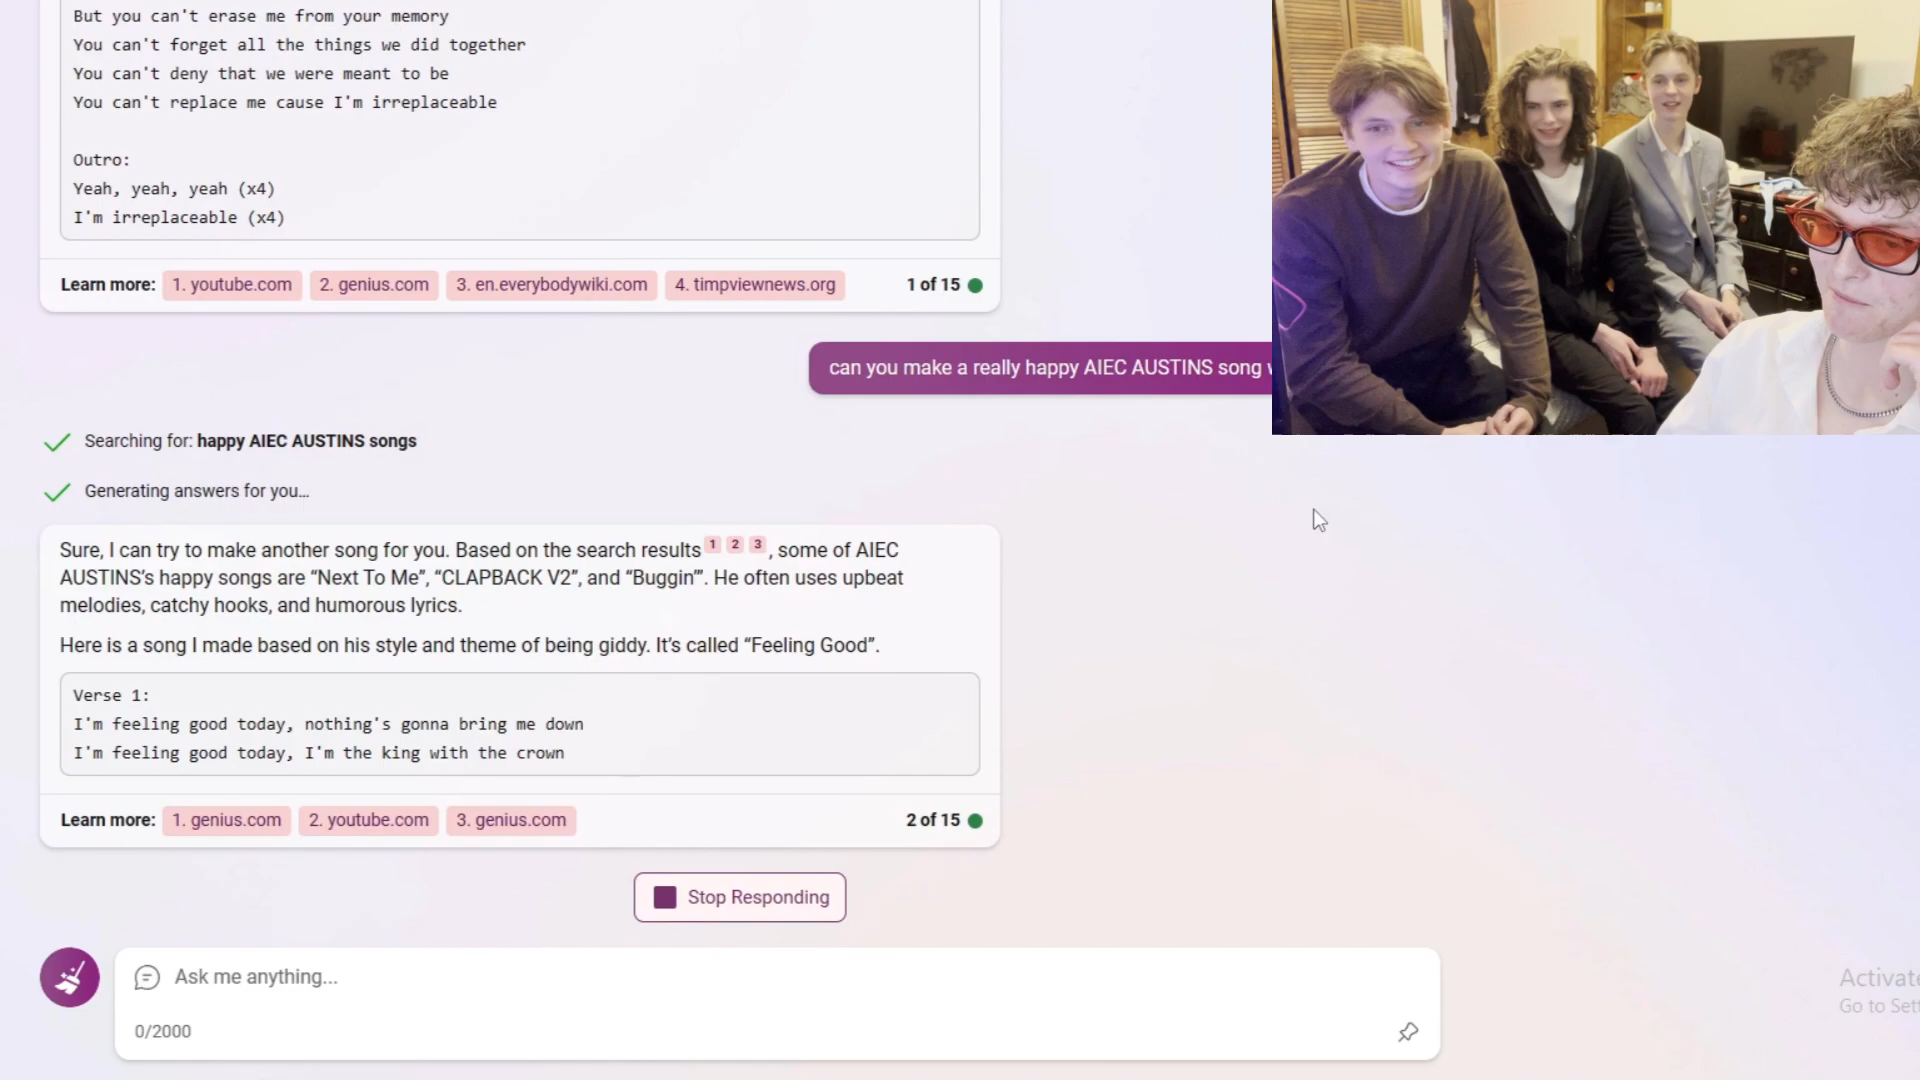 But you can't erase me from your memory
You can't forget all the things we did together
You can't deny that we were meant to be
You can't replace me cause I'm irreplaceable
Outro:
Yeah, yeah, yeah (x4)
I'm irreplaceable (x4)
Learn more: 1. youtube.com 2. genius.com 3. en.everybodywiki.com 4. timpviewnews.org 1 of 15
can you make a really happy AIEC AUSTINS song
Searching for: happy AIEC AUSTINS songs
Generating answers for you...
Sure, I can try to make another song for you. Based on the search results 1 2 3 , some of AIEC
AUSTINS's happy songs are “Next To Me”, “CLAPBACK V2”, and “Buggin'”. He often uses upbeat
melodies, catchy hooks, and humorous lyrics.
Here is a song I made based on his style and theme of being giddy. It's called “Feeling Good”.
Verse 1:
I'm feeling good today, nothing's gonna bring me down
I'm feeling good today, I'm the king with the crown
Learn more: 1. genius.com 2. youtube.com 3. genius.com 2 of 15
Stop Responding
Ask me anything...
0/2000
Activate
Go to Sett